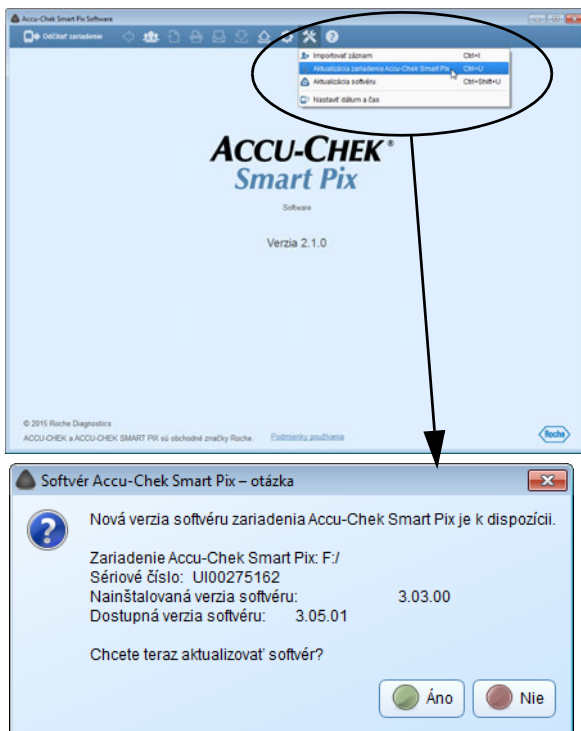 Accu-Chek Smart Pix Software
Odčítať zariadenie
Importovať záznam Ctrl+I
Aktualizácia zariadenia Accu-Chek Smart Pix Ctrl+U
Aktualizácia softvéru Ctrl+Shift+U
Nastaviť dátum a čas
ACCU-CHEK®
Smart Pix
Software
Verzia 2.1.0
© 2015 Roche Diagnostics
ACCU-CHEK a ACCU-CHEK SMART PIX sú obchodné značky Roche. Podmienky používania
Roche
Softvér Accu-Chek Smart Pix – otázka
Nová verzia softvéru zariadenia Accu-Chek Smart Pix je k dispozícii.
Zariadenie Accu-Chek Smart Pix: F:/
Sériové číslo: UI00275162
Nainštalovaná verzia softvéru: 3.03.00
Dostupná verzia softvéru: 3.05.01
Chcete teraz aktualizovať softvér?
Áno Nie